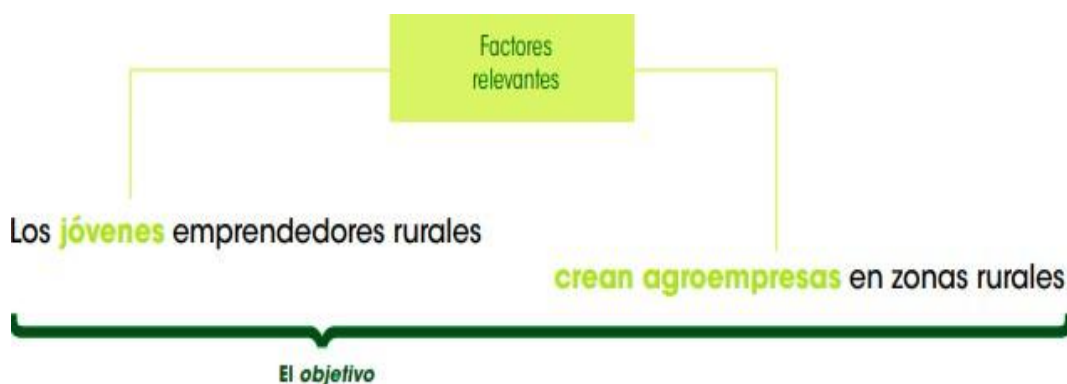 Factores
relevantes
Los jóvenes emprendedores rurales
crean agroempresas en zonas rurales
El objetivo